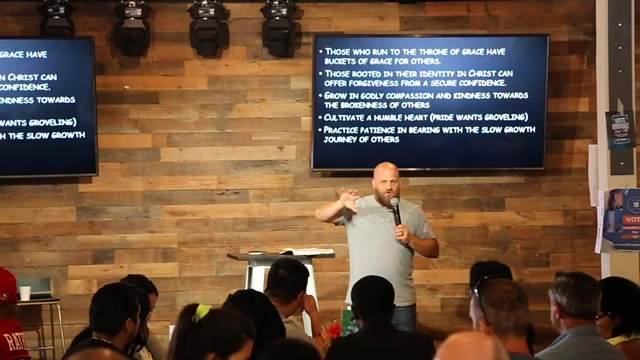 GRACE HAVE
IN CHRIST CAN
CONFIDENCE.
KINDNESS TOWARDS
WANTS GROVELING)
TH THE SLOW GROWTH
• THOSE WHO RUN TO THE THRONE OF GRACE HAVE
BUCKETS OF GRACE FOR OTHERS.
• THOSE ROOTED IN THEIR IDENTITY IN CHRIST CAN
OFFER FORGIVENESS FROM A SECURE CONFIDENCE.
• GROW IN GODLY COMPASSION AND KINDNESS TOWARDS
THE BROKENNESS OF OTHERS
• CULTIVATE A HUMBLE HEART (PRIDE WANTS GROVELING)
• PRACTICE PATIENCE IN BEARING WITH THE SLOW GROWTH
JOURNEY OF OTHERS
VOTE
VOTE